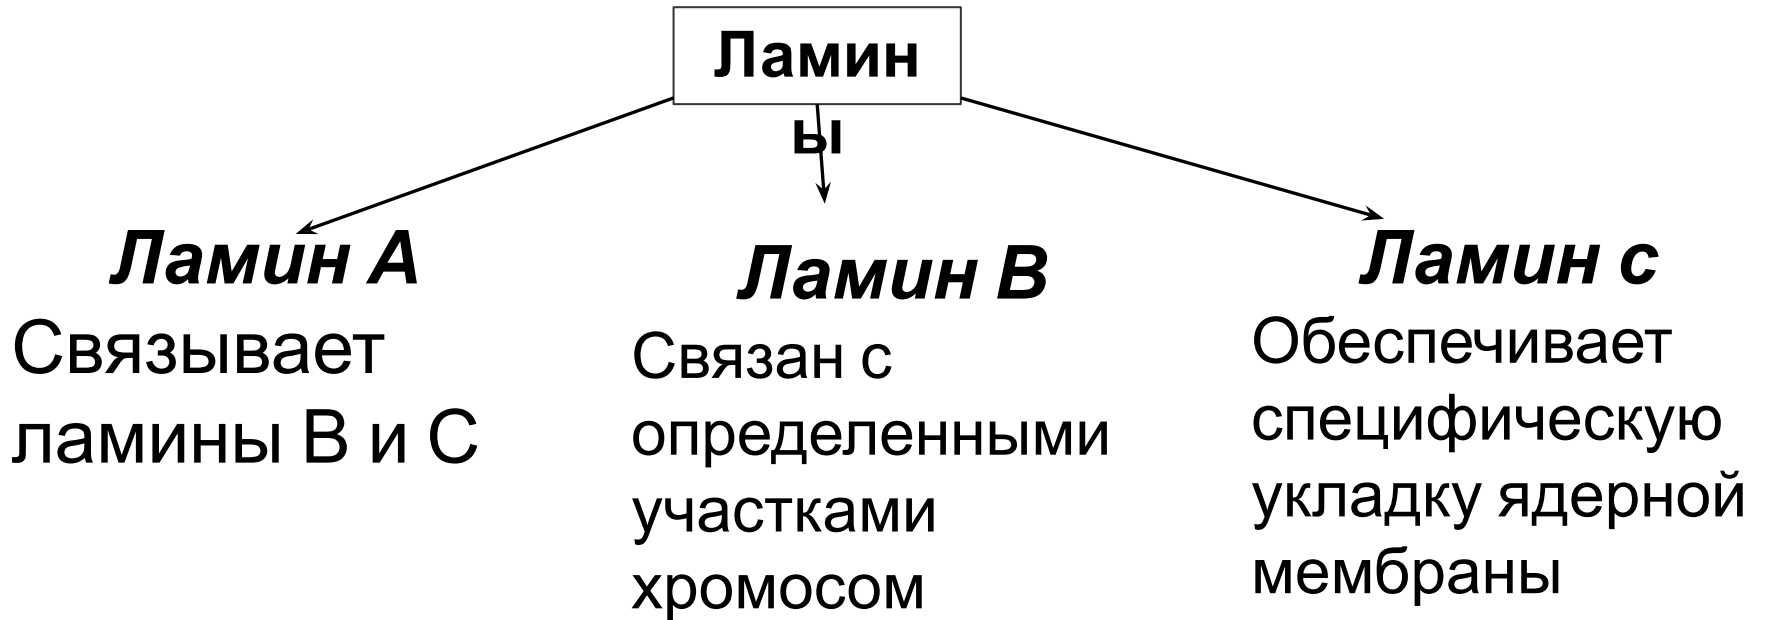 Ламин
ы
Ламин А
Связывает
ламины В и С
Ламин В
Связан с
определенными
участками
хромосом
Ламин с
Обеспечивает
специфическую
укладку ядерной
мембраны